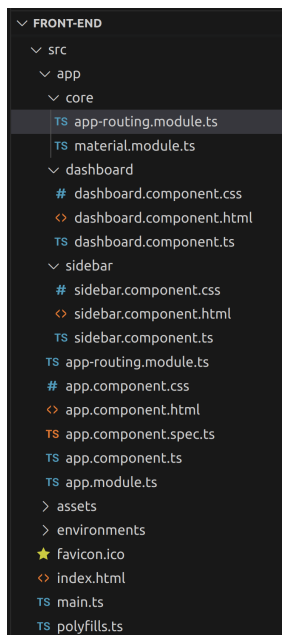 FRONT-END
src
app
core
TS app-routing.module.ts
TS material.module.ts
dashboard
# dashboard.component.css
<> dashboard.component.html
TS dashboard.component.ts
sidebar
# sidebar.component.css
<> sidebar.component.html
TS sidebar.component.ts
TS app-routing.module.ts
# app.component.css
<> app.component.html
TS app.component.spec.ts
TS app.component.ts
TS app.module.ts
assets
environments
favicon.ico
<> index.html
TS main.ts
TS polyfills.ts